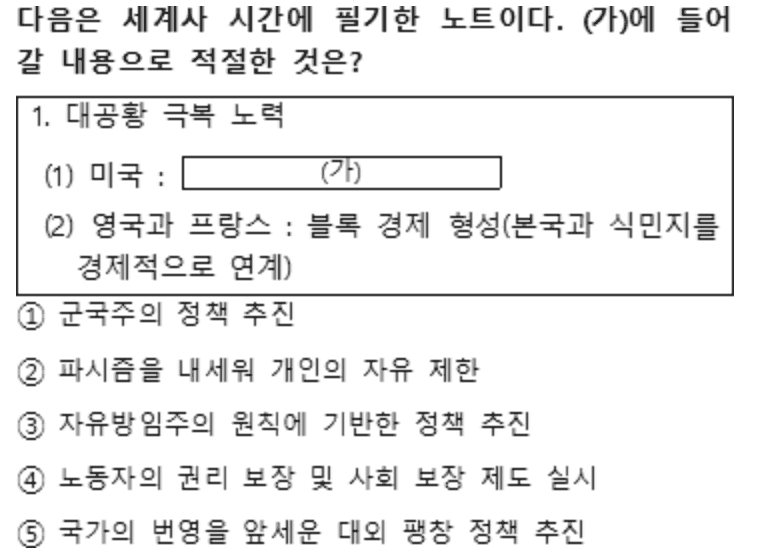 다음은 세계사 시간에 필기한 노트이다. (가)에 들어
갈 내용으로 적절한 것은?
1. 대공황 극복 노력
(1) 미국 : (가)
(2) 영국과 프랑스 : 블록 경제 형성(본국과 식민지를
경제적으로 연계)
① 군국주의 정책 추진
② 파시즘을 내세워 개인의 자유 제한
③ 자유방임주의 원칙에 기반한 정책 추진
④ 노동자의 권리 보장 및 사회 보장 제도 실시
⑤ 국가의 번영을 앞세운 대외 팽창 정책 추진